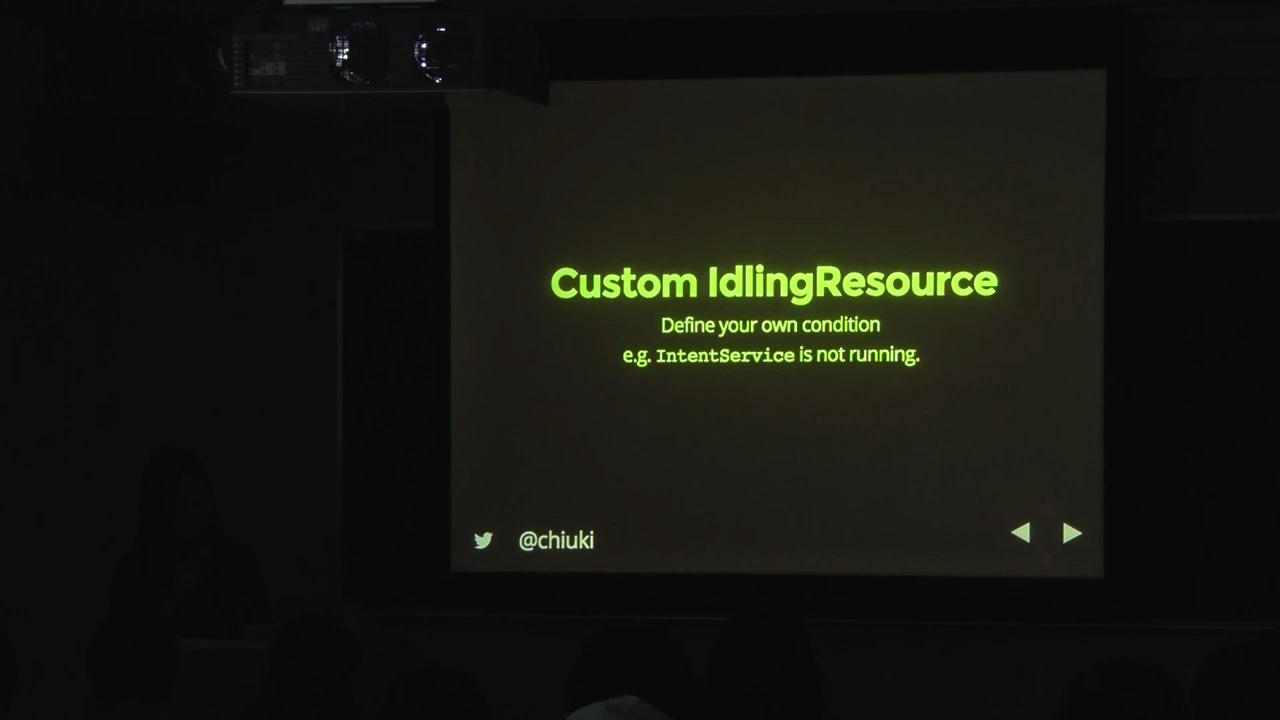 Custom IdlingResource
Define your own condition
e.g. IntentService is not running.
@chiuki